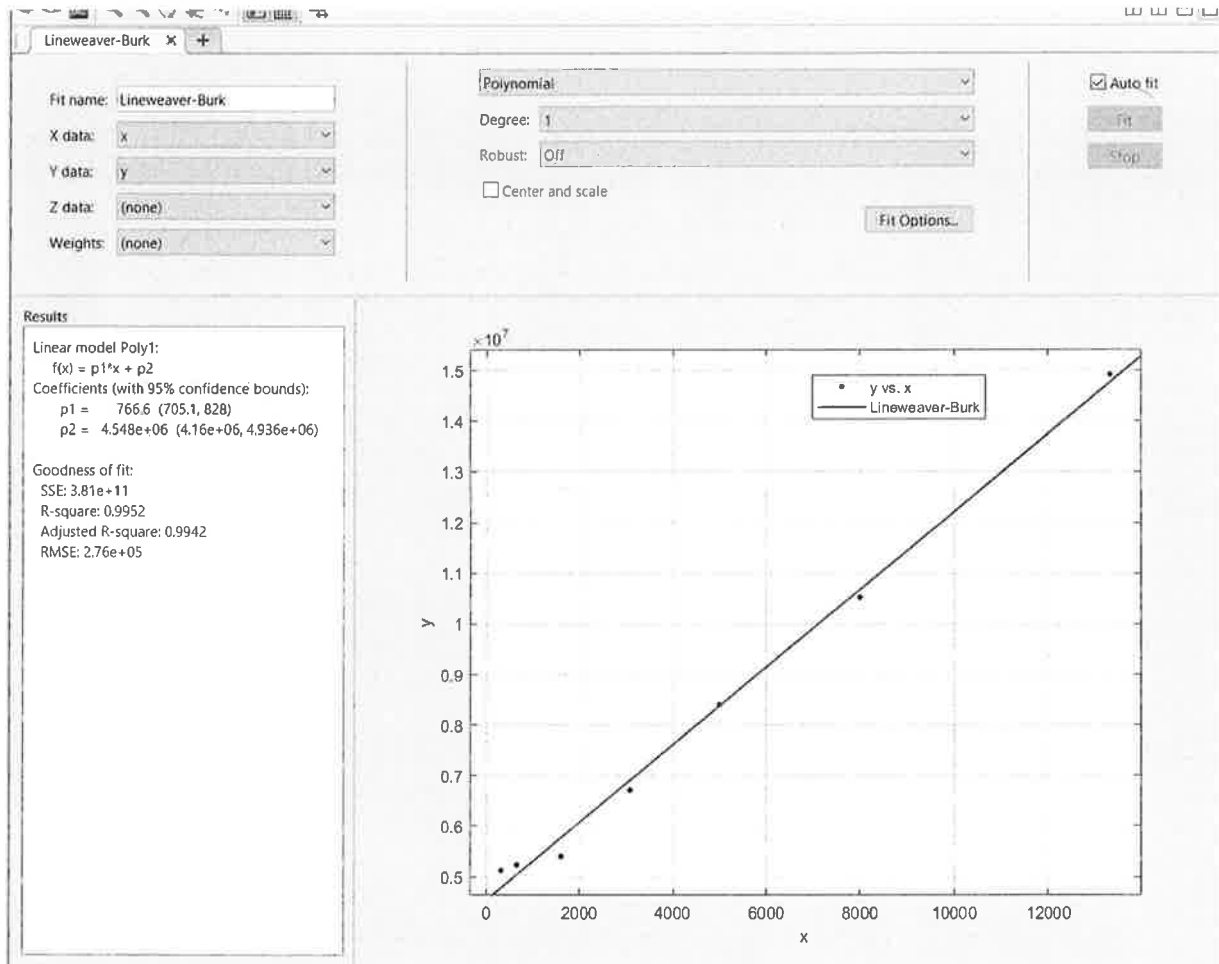 Lineweaver-Burk × +
Fit name: Lineweaver-Burk
X data: x
Y data: y
Z data: (none)
Weights: (none)
Polynomial
Degree: 1
Robust: Off
Center and scale
Fit Options...
Auto fit
Fit
Stop
Results
Linear model Poly1:
f(x) = p1*x + p2
Coefficients (with 95% confidence bounds):
p1 = 766.6 (705.1, 828)
p2 = 4.548e+06 (4.16e+06, 4.936e+06)
Goodness of fit:
SSE: 3.81e+11
R-square: 0.9952
Adjusted R-square: 0.9942
RMSE: 2.76e+05
×10⁷
1.5
1.4
1.3
1.2
1.1
1
0.9
0.8
0.7
0.6
0.5
y
y vs. x
Lineweaver-Burk
0 2000 4000 6000 8000 10000 12000
x